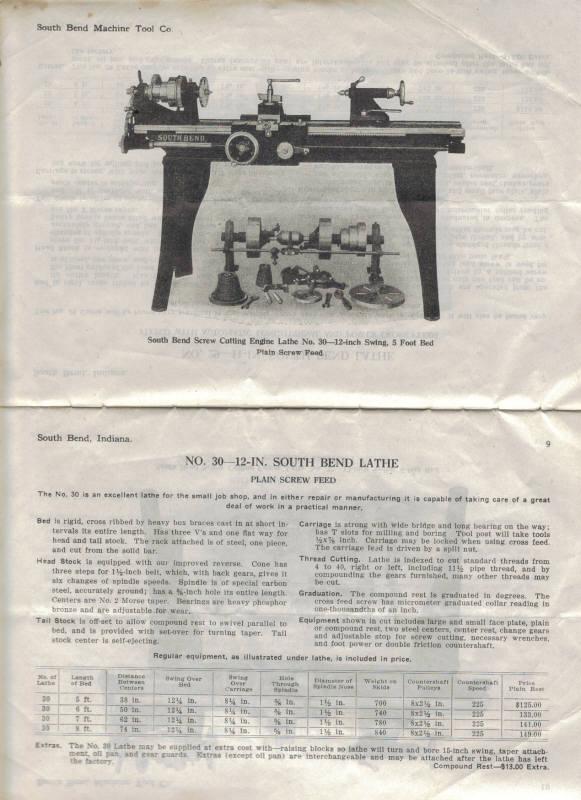 South Bend Machine Tool Co.
SOUTH BEND.
South Bend Screw Cutting Engine Lathe No. 30—12-inch Swing, 5 Foot Bed
Plain Screw Feed
South Bend, Indiana.
9
NO. 30—12-IN. SOUTH BEND LATHE
PLAIN SCREW FEED
The No. 30 is an excellent lathe for the small job shop, and in either repair or manufacturing it is capable of taking care of a great
deal of work in a practical manner.
Bed is rigid, cross ribbed by heavy box braces cast in at short in-
tervals its entire length. Has three V's and one flat way for
head and tail stock. The rack attached is of steel, one piece,
and cut from the solid bar.
Head Stock is equipped with our improved reverse. Cone has
three steps for 1½-inch belt, which, with back gears, gives it
six changes of spindle speeds. Spindle is of special carbon
steel, accurately ground; has a ¾-inch hole its entire length.
Centers are No. 2 Morse taper. Bearings are heavy phosphor
bronze and are adjustable for wear.
Tail Stock is off-set to allow compound rest to swivel parallel to
bed, and is provided with set-over for turning taper. Tail
stock center is self-ejecting.
Carriage is strong with wide bridge and long bearing on the way;
has T slots for milling and boring Tool post will take tools
Carriage may be locked when using cross feed.
The carriage feed is driven by a split nut.
Thread Cutting. Lathe is indexed to cut standard threads from
4 to 40, right or left, including 11½ pipe thread, and by
compounding the gears furnished, many other threads may
be cut.
Graduation. The compound rest is graduated in degrees. The
cross feed screw has micrometer graduated collar reading in
one-thousandths of an inch.
Equipment shown in cut includes large and small face plate, plain
or compound rest, two steel centers, center rest, change gears
and adjustable stop for screw cutting, necessary wrenches,
and foot power or double friction countershaft.
Regular equipment, as illustrated under lathe, is included in price.
No. of Lathe Length of Bed Distance Between Centers Swing Over Bed Swing Over Carriage Hole Through Spindle Diameter of Spindle Nose Weight on Skids Countershaft Pulleys Countershaft Speed Price Plain Rest
30 5 ft. 38 in. 12¼ in. 8¼ in. ¾ in. 1½ in. 700 8x2½ in. 225 $125.00
30 6 ft. 50 in. 12¼ in. 8¼ in. ¾ in. 1½ in. 740 8x2½ in. 225 133.00
30 7 ft. 62 in. 12¼ in. 8¼ in. ¾ in. 1½ in. 780 8x2½ in. 225 141.00
30 8 ft. 74 in. 12¼ in. 8¼ in. ¾ in. 1½ in. 840 8x2½ in. 225 149.00
Extras. The No. 30 Lathe may be supplied at extra cost with—raising blocks so lathe will turn and bore 15-inch swing, taper attach-
ment, oil pan, and gear guards. Extras (except oil pan) are interchangeable and may be attached after the lathe has left
the factory.
Compound Rest—$13.00 Extra.